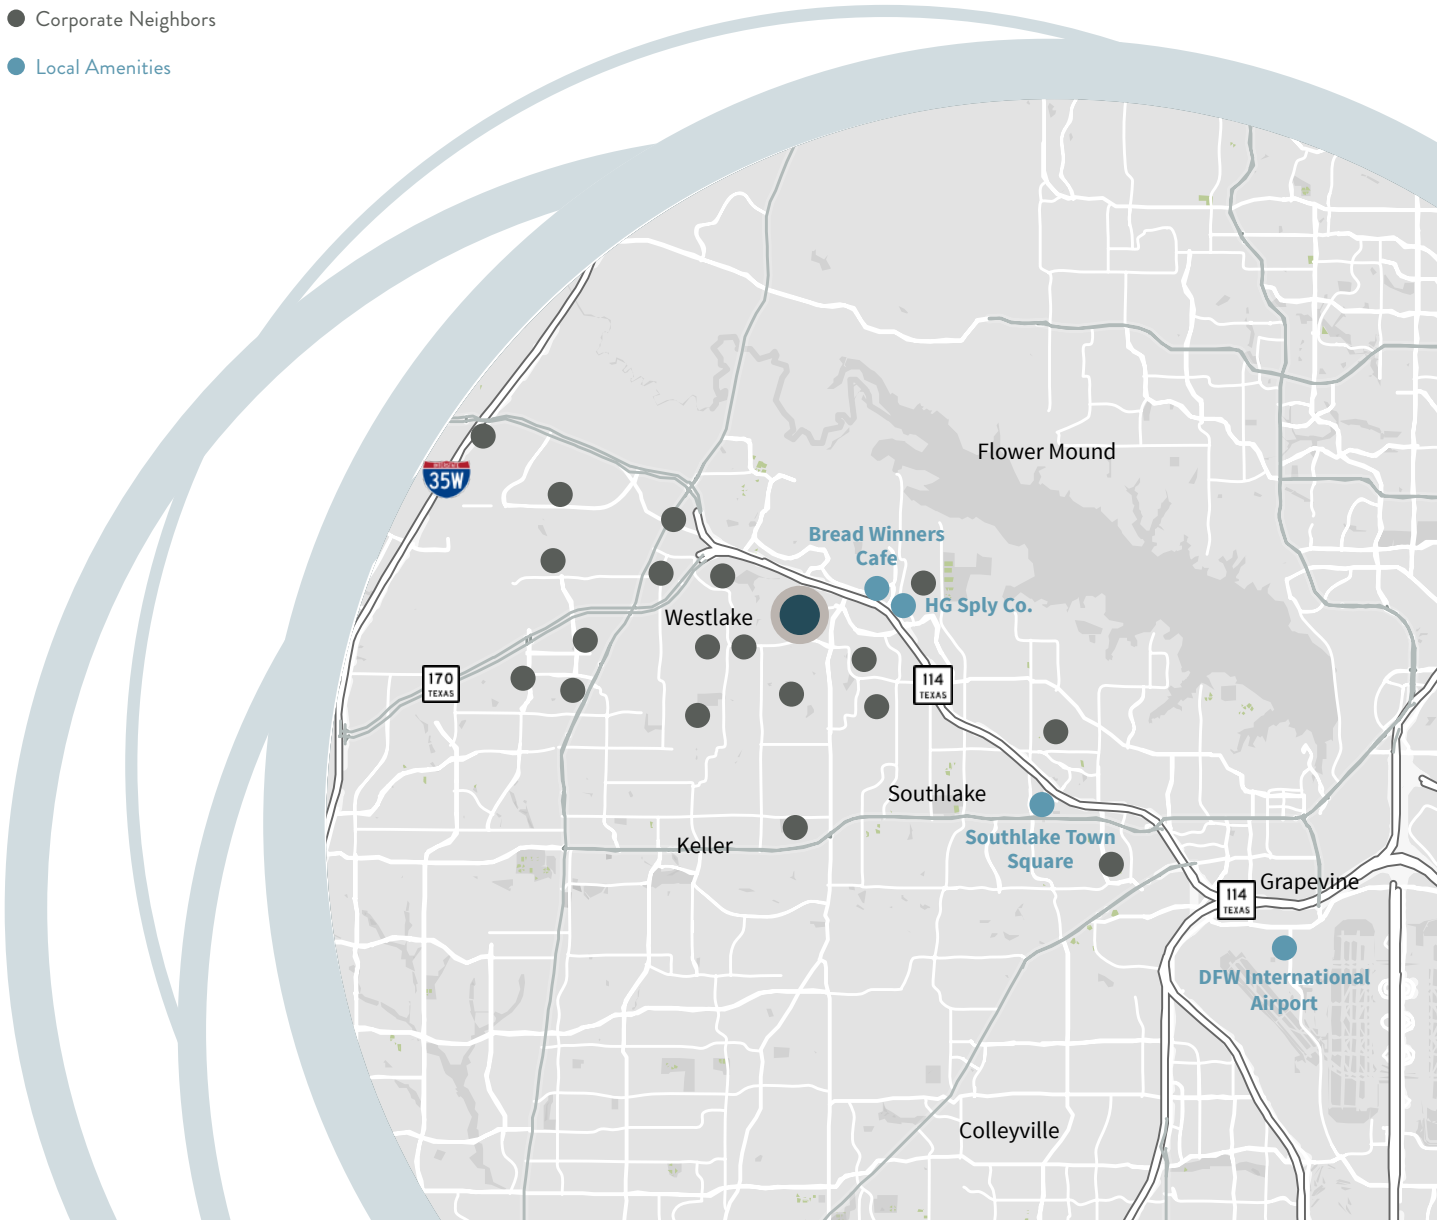 Corporate Neighbors
Local Amenities
Flower Mound
INTERSTATE
35W
Bread Winners
Cafe
HG Sply Co.
Westlake
170
TEXAS
114
TEXAS
Southlake
Southlake Town
Square
Keller
114
TEXAS
Grapevine
DFW International
Airport
Colleyville